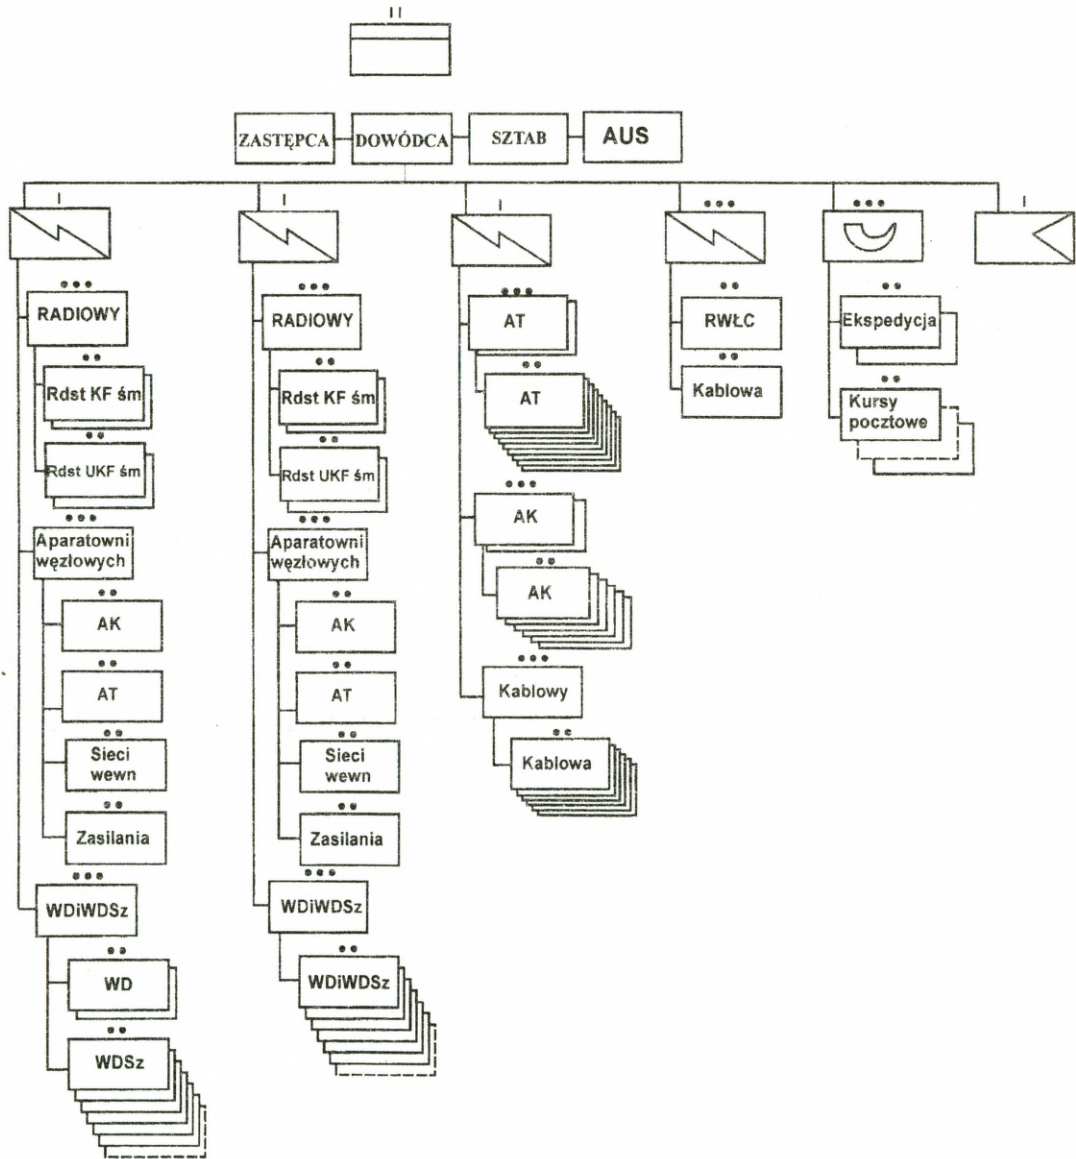 ZASTĘPCA
DOWÓDCA
SZTAB
AUS
RADIOWY
Rdst KF śm
Rdst UKF śm
Aparatowni
węzłowych
AK
AT
Sieci
wewn
Zasilania
WDiWDSz
WD
WDSz
RADIOWY
Rdst KF śm
Rdst UKF śm
Aparatowni
węzłowych
AK
AT
Sieci
wewn
Zasilania
WDiWDSz
WDiWDSz
AT
AT
AK
AK
Kablowy
Kablowa
RWŁC
Kablowa
Ekspedycja
Kursy
pocztowe